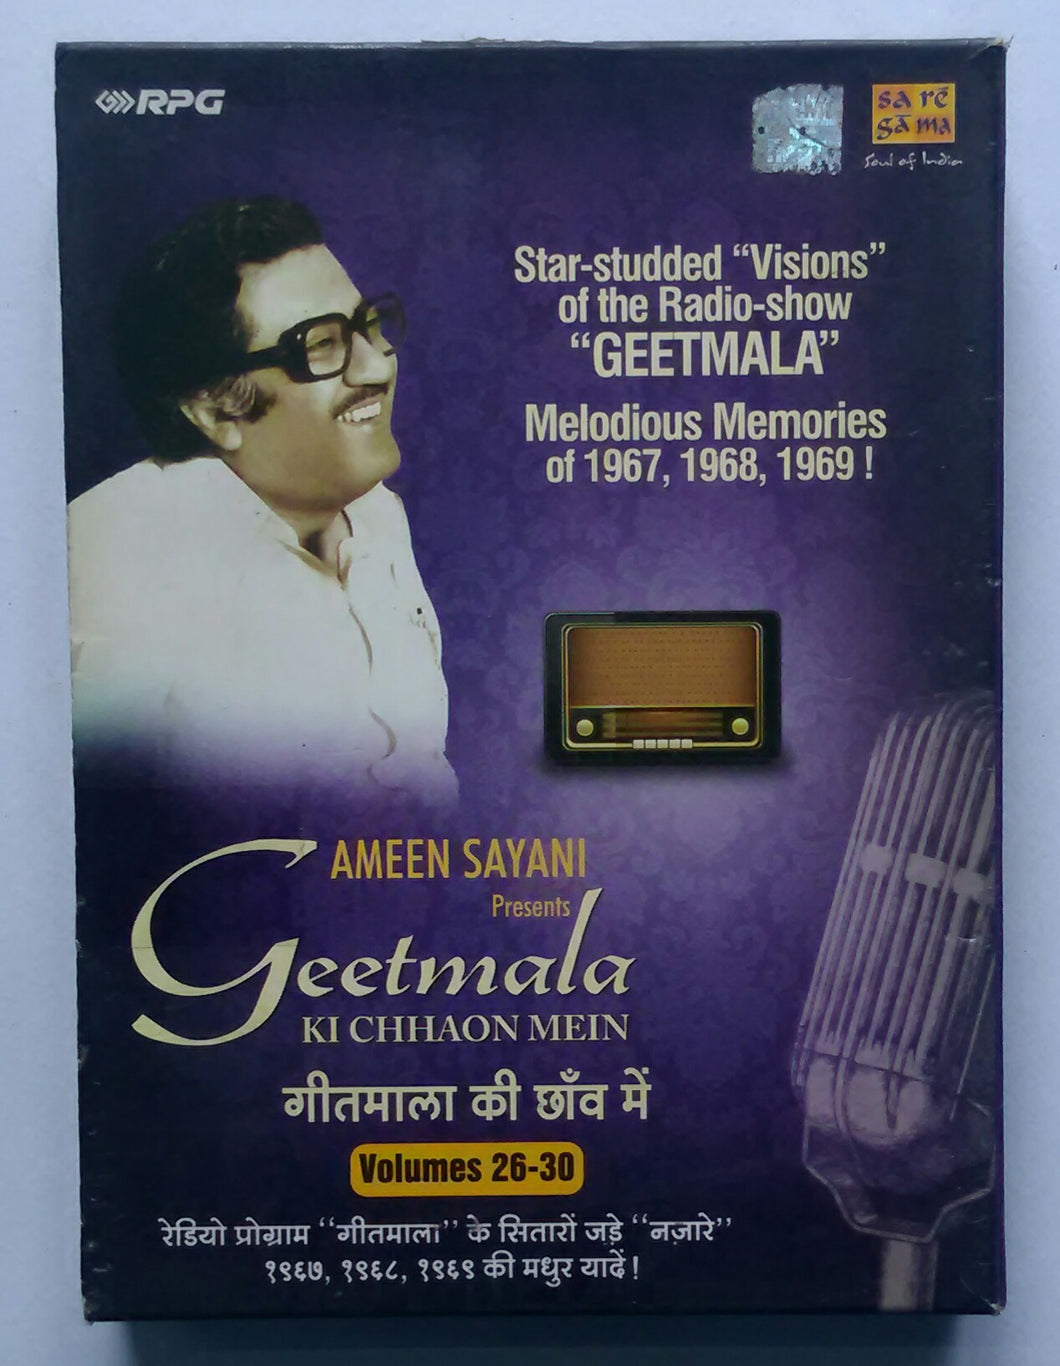 RPG
sa rē
gā ma
Soul of India
Star-studded “Visions”
of the Radio-show
“GEETMALA”
Melodious Memories
of 1967, 1968, 1969 !
AMEEN SAYANI
Presents
Geetmala
KI CHHAON MEIN
गीतमाला की छाँव में
Volumes 26-30
रेडियो प्रोग्राम “गीतमाला” के सितारों जड़े “नज़ारे”
१९६७, १९६८, १९६९ की मधुर यादें !